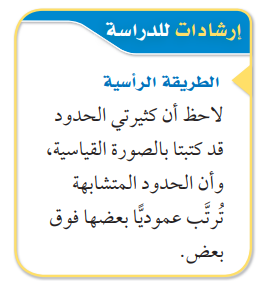 إرشادات للدراسة
الطريقة الرأسية
لاحظ أن كثيرتي الحدود
قد كتبتا بالصورة القياسية،
وأن الحدود المتشابهة
تُرتَّب عموديًّا بعضها فوق
بعض.